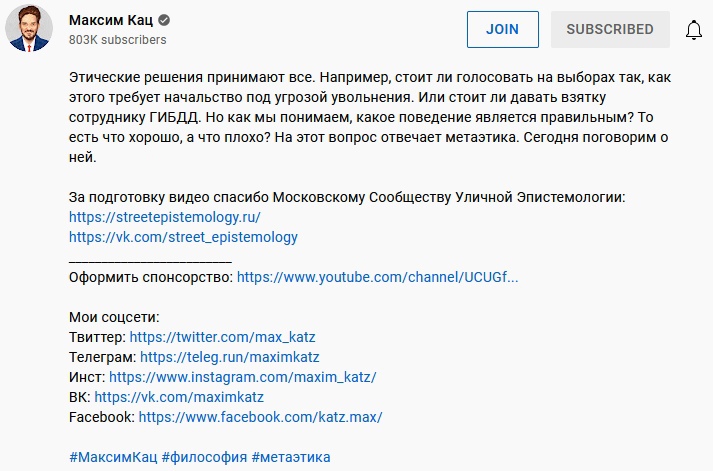 Максим Кац
803K subscribers
JOIN
SUBSCRIBED
Этические решения принимают все. Например, стоит ли голосовать на выборах так, как
этого требует начальство под угрозой увольнения. Или стоит ли давать взятку
сотруднику ГИБДД. Но как мы понимаем, какое поведение является правильным? То
есть что хорошо, а что плохо? На этот вопрос отвечает метаэтика. Сегодня поговорим о
ней.
За подготовку видео спасибо Московскому Сообществу Уличной Эпистемологии:
https://streetepistemology.ru/
https://vk.com/street_epistemology
_________________________
Оформить спонсорство: https://www.youtube.com/channel/UCUGf...
Мои соцсети:
Твиттер: https://twitter.com/max_katz
Телеграм: https://teleg.run/maximkatz
Инст: https://www.instagram.com/maxim_katz/
ВК: https://vk.com/maximkatz
Facebook: https://www.facebook.com/katz.max/
#МаксимКац #философия #метаэтика